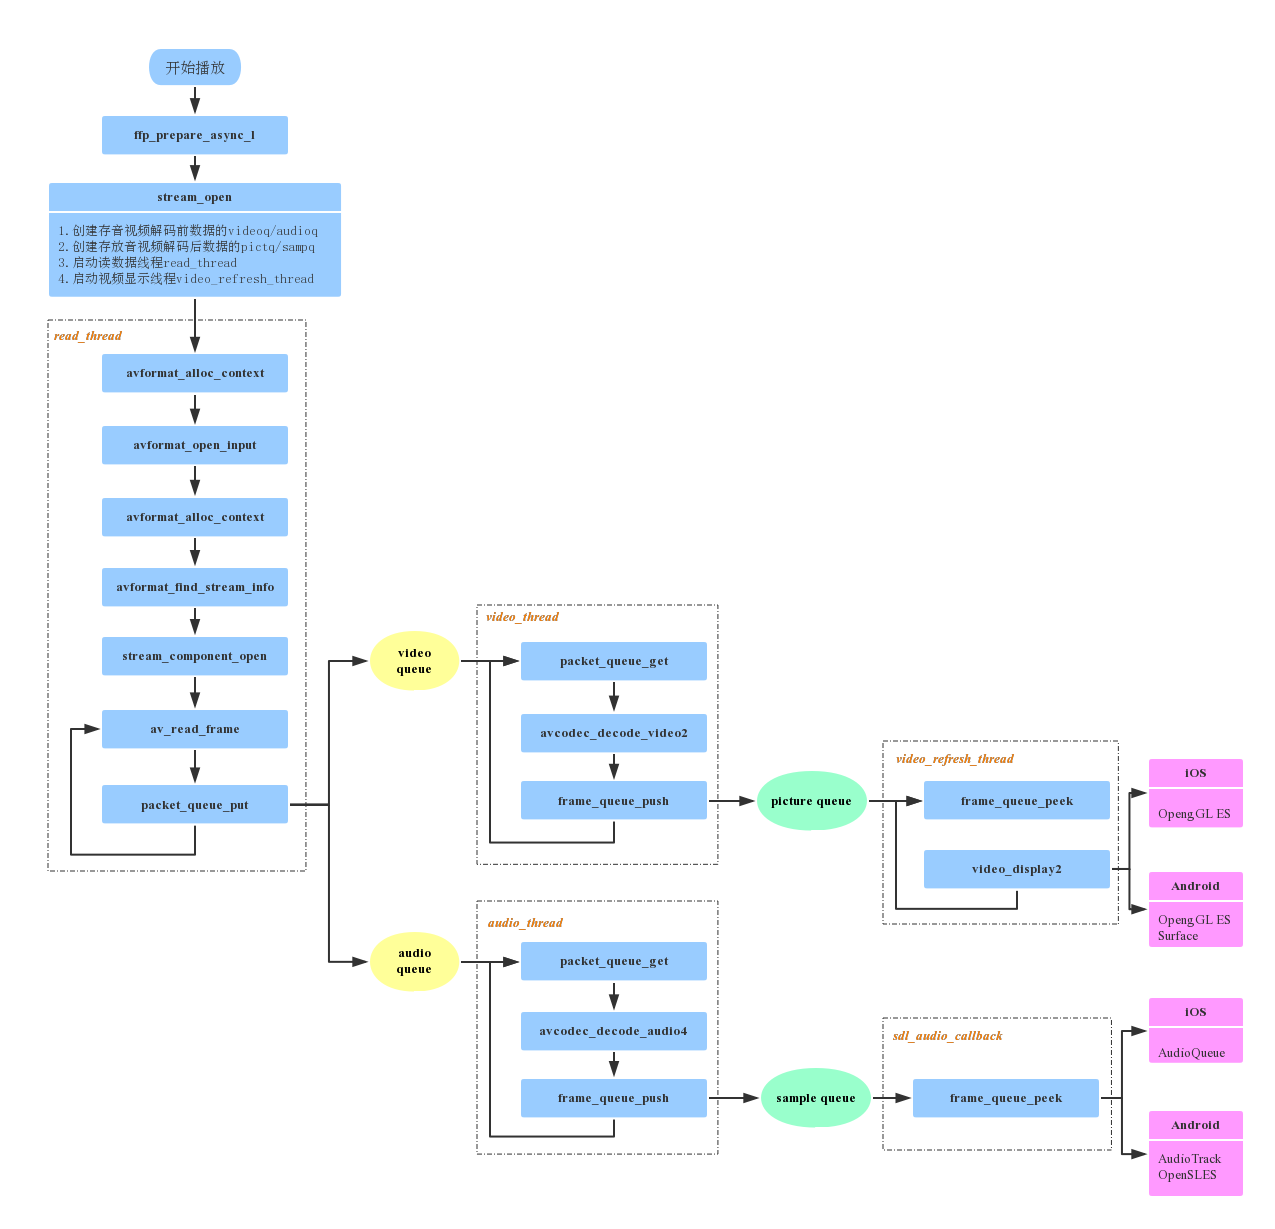 开始播放
ffp_prepare_async_l
stream_open
1.创建存音视频解码前数据的videoq/audioq
2.创建存放音视频解码后数据的pictq/sampq
3.启动读数据线程read_thread
4.启动视频显示线程video_refresh_thread
read_thread
avformat_alloc_context
avformat_open_input
avformat_alloc_context
avformat_find_stream_info
stream_component_open
av_read_frame
packet_queue_put
video
queue
video_thread
packet_queue_get
avcodec_decode_video2
frame_queue_push
picture queue
video_refresh_thread
frame_queue_peek
video_display2
iOS
OpengGL ES
Android
OpengGL ES
Surface
audio
queue
audio_thread
packet_queue_get
avcodec_decode_audio4
frame_queue_push
sample queue
sdl_audio_callback
frame_queue_peek
iOS
AudioQueue
Android
AudioTrack
OpenSLES